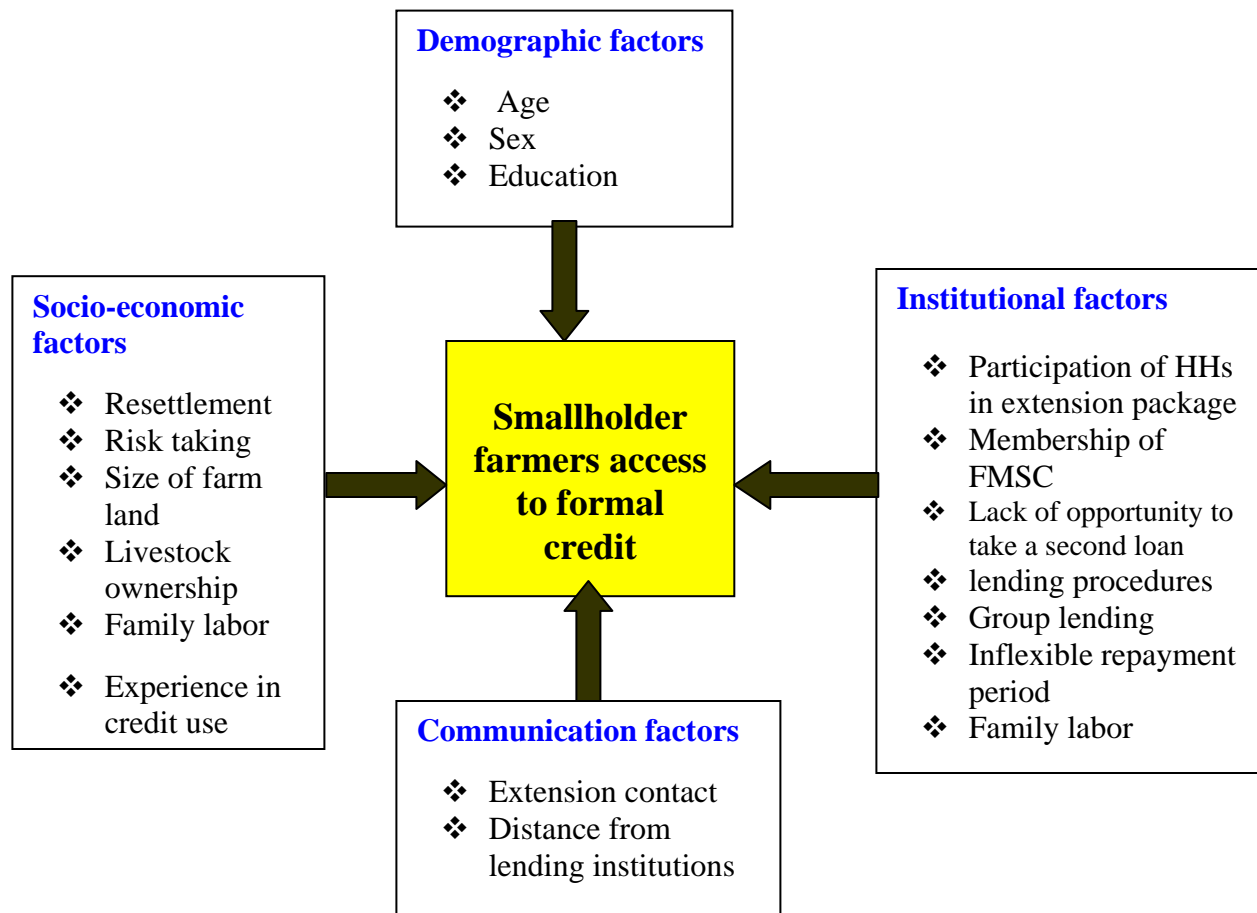 Demographic factors
❖ Age
❖ Sex
❖ Education
Socio-economic
factors
❖ Resettlement
❖ Risk taking
❖ Size of farm
land
❖ Livestock
ownership
❖ Family labor
❖ Experience in
credit use
Smallholder
farmers access
to formal
credit
Institutional factors
❖ Participation of HHs
in extension package
❖ Membership of
FMSC
❖ Lack of opportunity to
take a second loan
❖ lending procedures
❖ Group lending
❖ Inflexible repayment
period
❖ Family labor
Communication factors
❖ Extension contact
❖ Distance from
lending institutions